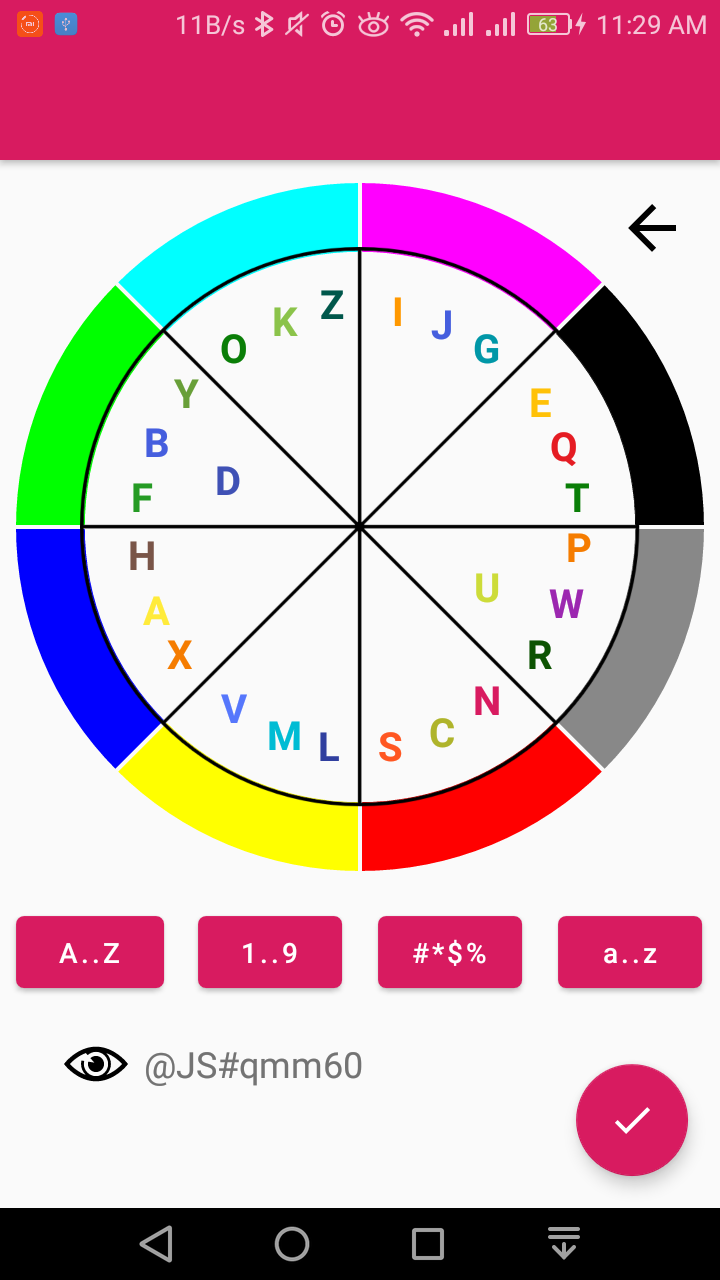 11B/s 63 11:29 AM
Z I
K J
O G
Y E
B Q
D
F T
H P
U
A W
X R
V N
M C
L S
A..Z 1..9 #*$% a..z
@JS#qmm60